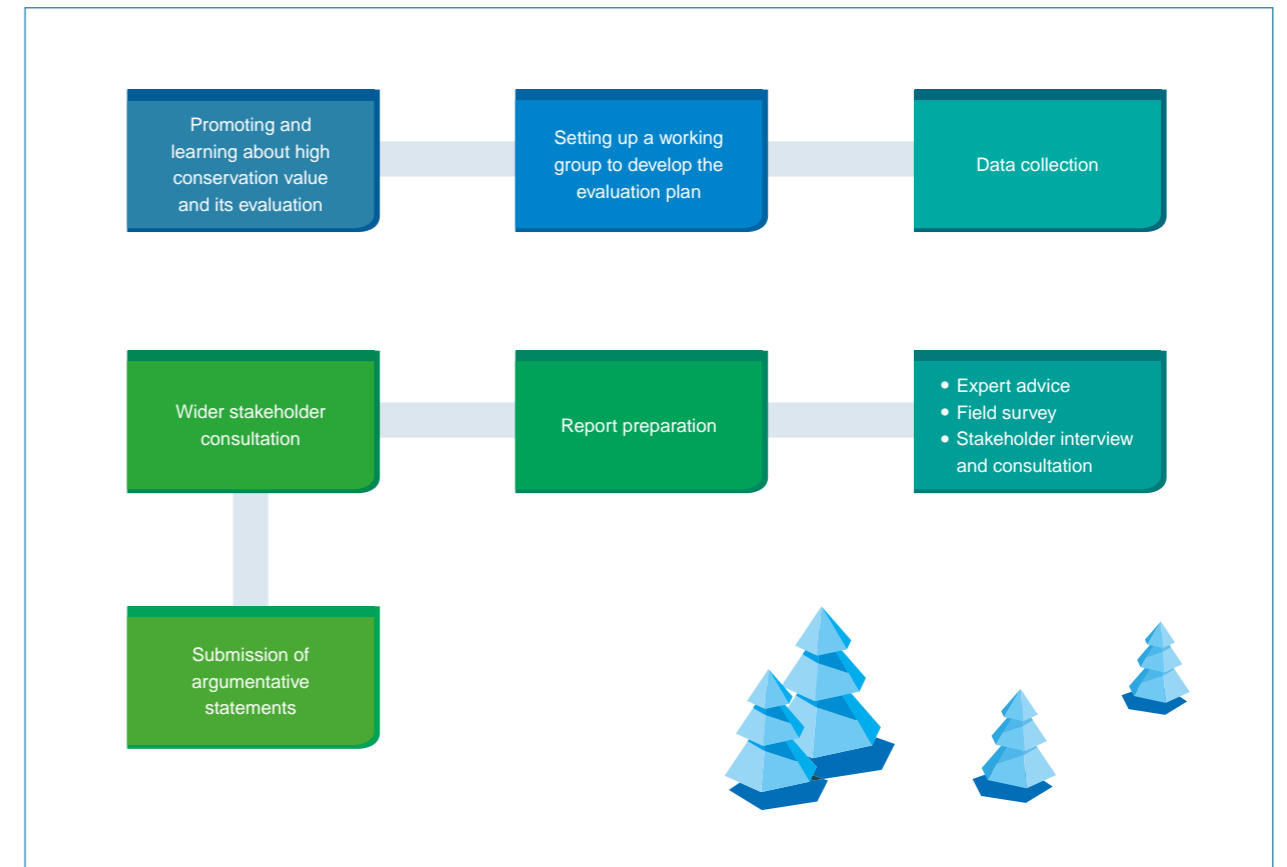 Promoting and
learning about high
conservation value
and its evaluation
Setting up a working
group to develop the
evaluation plan
Data collection
Wider stakeholder
consultation
Report preparation
• Expert advice
• Field survey
• Stakeholder interview
and consultation
Submission of
argumentative
statements